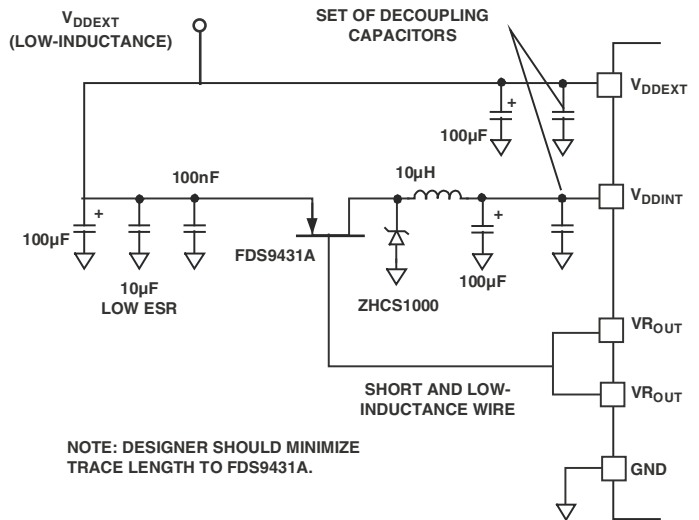 VDDEXT
(LOW-INDUCTANCE)
SET OF DECOUPLING
CAPACITORS
VDDEXT
+
100µF
100nF
10µH
VDDINT
+
+
100µF
FDS9431A
100µF
10µF
LOW ESR
ZHCS1000
VROUT
SHORT AND LOW-
INDUCTANCE WIRE
VROUT
NOTE: DESIGNER SHOULD MINIMIZE
TRACE LENGTH TO FDS9431A.
GND